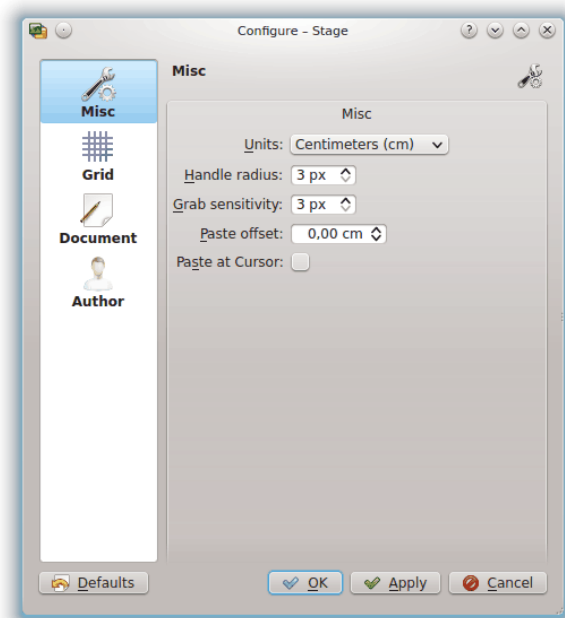 Configure – Stage
Misc
Grid
Document
Author
Misc
Misc
Units: Centimeters (cm)
Handle radius: 3 px
Grab sensitivity: 3 px
Paste offset: 0,00 cm
Paste at Cursor:
Defaults
OK
Apply
Cancel